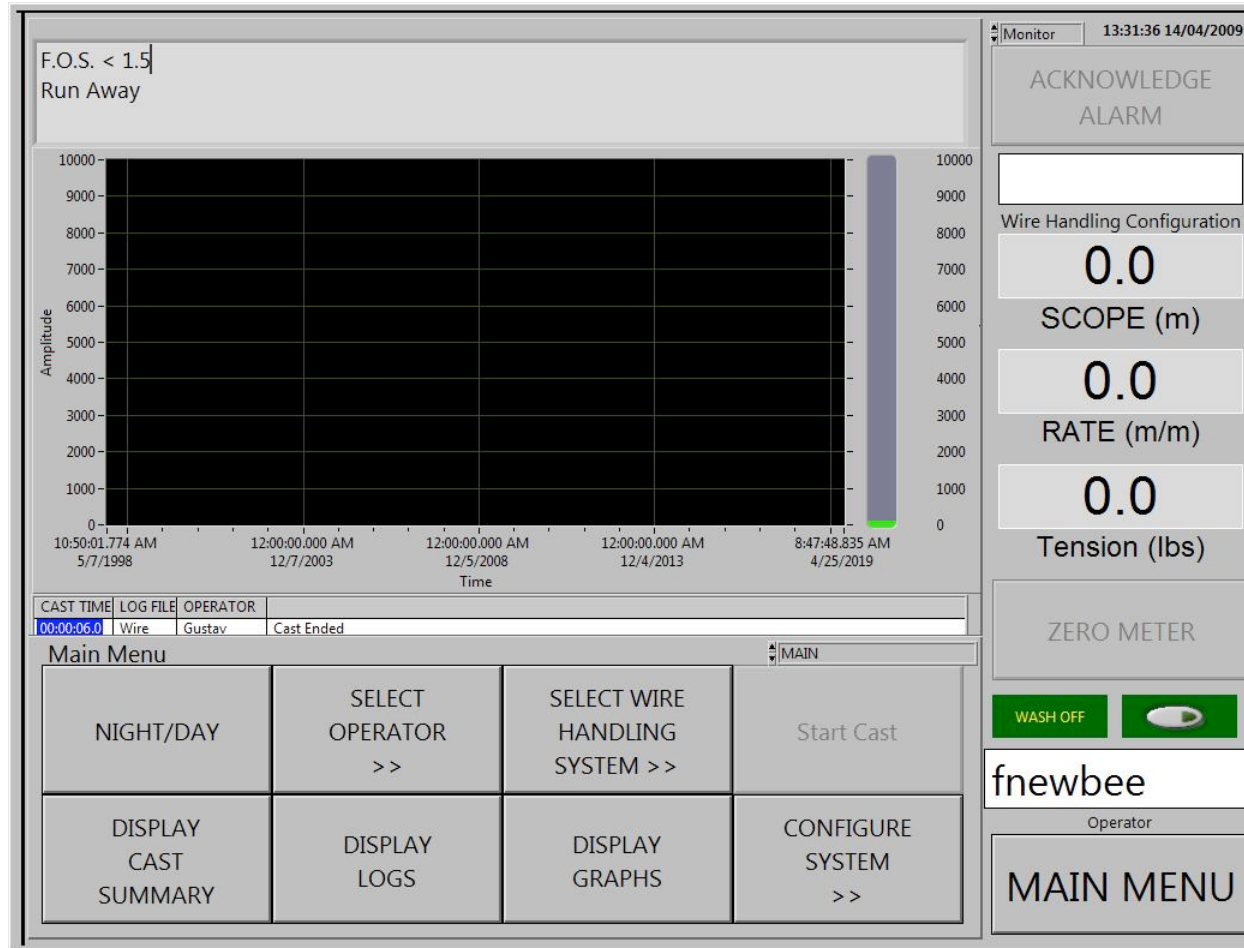 F.O.S. < 1.5
Run Away
10000
9000
8000
7000
6000
5000
4000
3000
2000
1000
0
Amplitude
10:50:01.774 AM
5/7/1998
12:00:00.000 AM
12/7/2003
12:00:00.000 AM
12/5/2008
12:00:00.000 AM
12/4/2013
8:47:48.835 AM
4/25/2019
Time
10000
9000
8000
7000
6000
5000
4000
3000
2000
1000
0
CAST TIME LOG FILE OPERATOR
00:00:06.0 Wire Gustav Cast Ended
Main Menu
MAIN
NIGHT/DAY
SELECT
OPERATOR
>>
SELECT WIRE
HANDLING
SYSTEM >>
Start Cast
DISPLAY
CAST
SUMMARY
DISPLAY
LOGS
DISPLAY
GRAPHS
CONFIGURE
SYSTEM
>>
Monitor
13:31:36 14/04/2009
ACKNOWLEDGE
ALARM
Wire Handling Configuration
0.0
SCOPE (m)
0.0
RATE (m/m)
0.0
Tension (lbs)
ZERO METER
WASH OFF
fnewbee
Operator
MAIN MENU